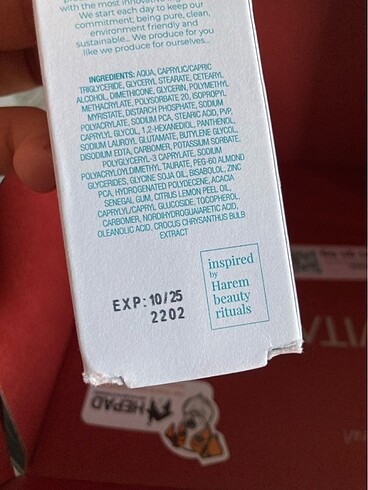 with the most innovative
We start each day to keep our
commitment; being pure, clean,
environment friendly and
sustainable... We produce for you
like we produce for ourselves...
INGREDIENTS: AQUA, CAPRYLIC/CAPRIC
TRIGLYCERIDE, GLYCERYL STEARATE, CETEARYL
ALCOHOL, DIMETHICONE, GLYCERIN, POLYMETHYL
METHACRYLATE, POLYSORBATE 20, ISOPROPYL
MYRISTATE, DISTARCH PHOSPHATE, SODIUM
POLYACRYLATE, SODIUM PCA, STEARIC ACID, PVP,
CAPRYLYL GLYCOL, 1,2-HEXANEDIOL, PANTHENOL,
SODIUM LAUROYL GLUTAMATE, BUTYLENE GLYCOL,
DISODIUM EDTA, CARBOMER, POTASSIUM SORBATE,
POLYGLYCERYL-3 CAPRYLATE, SODIUM
POLYACRYLOYLDIMETHYL TAURATE, PEG-60 ALMOND
GLYCERIDES, GLYCINE SOJA OIL, BISABOLOL, ZINC
PCA, HYDROGENATED POLYDECENE, ACACIA
SENEGAL GUM, CITRUS LEMON PEEL OIL,
CAPRYLYL/CAPRYL GLUCOSIDE, TOCOPHEROL,
CARBOMER, NORDIHYDROGUAIARETIC ACID,
OLEANOLIC ACID, CROCUS CHRYSANTHUS BULB
EXTRACT
inspired
by
Harem
beauty
rituals
EXP: 10/25
2202
HEPAD